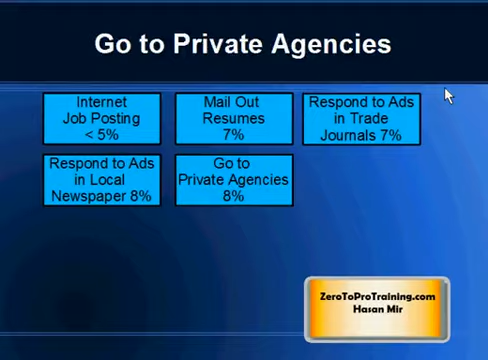 Go to Private Agencies
Internet
Job Posting
< 5%
Mail Out
Resumes
7%
Respond to Ads
in Trade
Journals 7%
Respond to Ads
in Local
Newspaper 8%
Go to
Private Agencies
8%
ZeroToProTraining.com
Hasan Mir